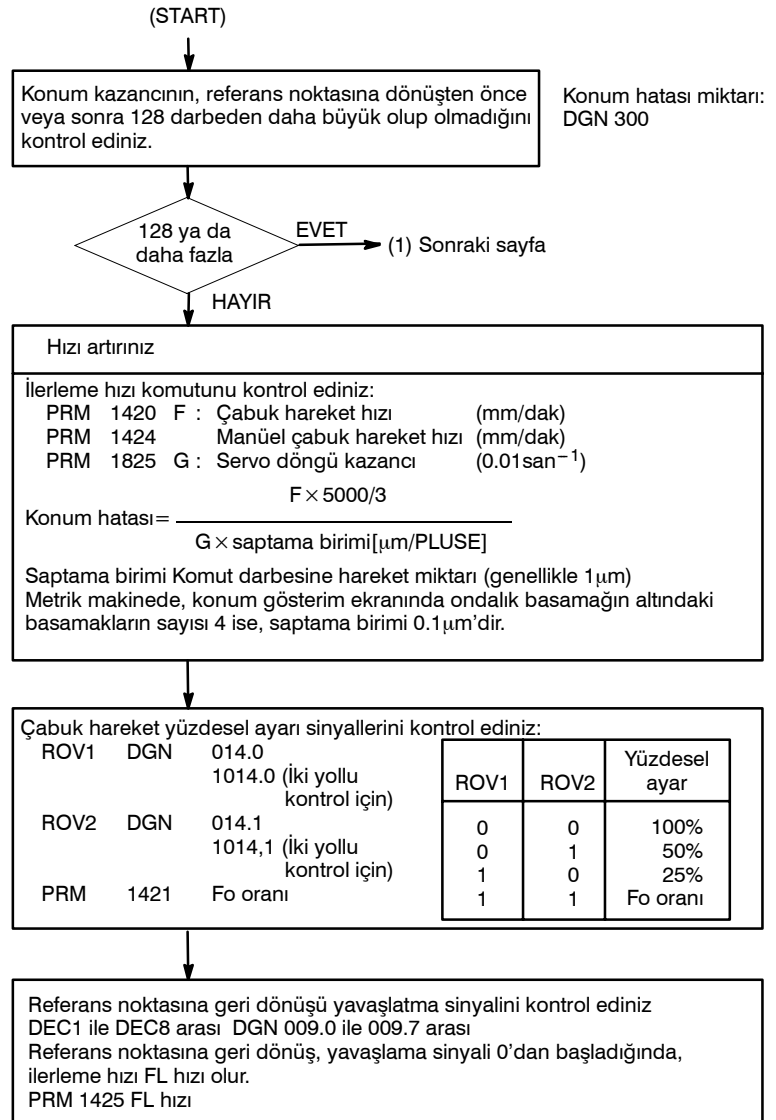 (START)
Konum kazancının, referans noktasına dönüşten önce
veya sonra 128 darbeden daha büyük olup olmadığını
kontrol ediniz.
Konum hatası miktarı:
DGN 300
128 ya da
daha fazla
EVET
(1) Sonraki sayfa
HAYIR
Hızı artırınız
İlerleme hızı komutunu kontrol ediniz:
PRM 1420 F : Çabuk hareket hızı (mm/dak)
PRM 1424 Manüel çabuk hareket hızı (mm/dak)
PRM 1825 G : Servo döngü kazancı (0.01san⁻¹)
F × 5000/3
Konum hatası=
G × saptama birimi[μm/PLUSE]
Saptama birimi Komut darbesine hareket miktarı (genellikle 1μm)
Metrik makinede, konum gösterim ekranında ondalık basamağın altındaki
basamakların sayısı 4 ise, saptama birimi 0.1μm'dir.
Çabuk hareket yüzdesel ayarı sinyallerini kontrol ediniz:
ROV1 DGN 014.0
1014.0 (İki yollu
kontrol için)
ROV2 DGN 014.1
1014,1 (İki yollu
kontrol için)
PRM 1421 Fo oranı
ROV1 ROV2 Yüzdesel
ayar
0 0 100%
0 1 50%
1 0 25%
1 1 Fo oranı
Referans noktasına geri dönüşü yavaşlatma sinyalini kontrol ediniz
DEC1 ile DEC8 arası DGN 009.0 ile 009.7 arası
Referans noktasına geri dönüş, yavaşlama sinyali 0'dan başladığında,
ilerleme hızı FL hızı olur.
PRM 1425 FL hızı